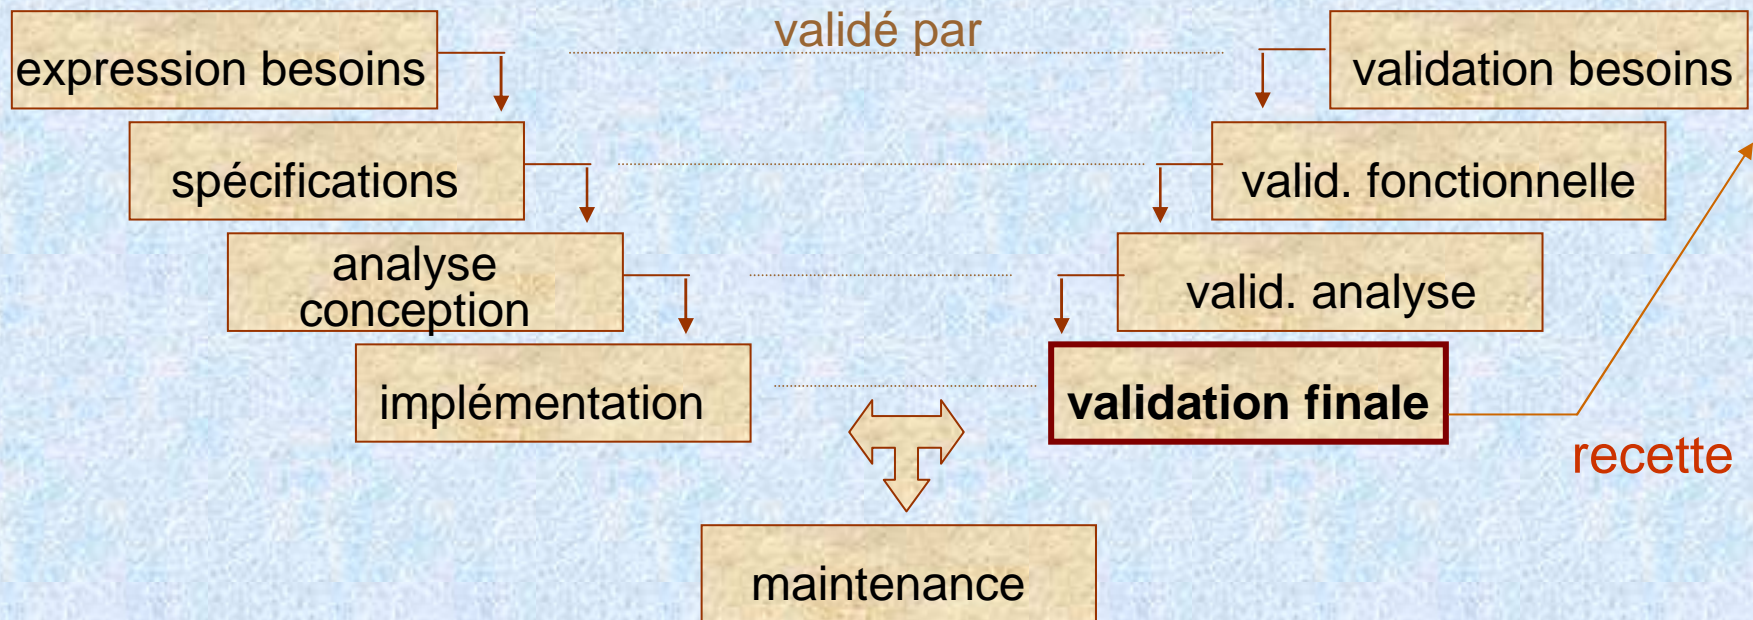 validé par
expression besoins
validation besoins
spécifications
valid. fonctionnelle
analyse
conception
valid. analyse
implémentation
validation finale
recette
maintenance